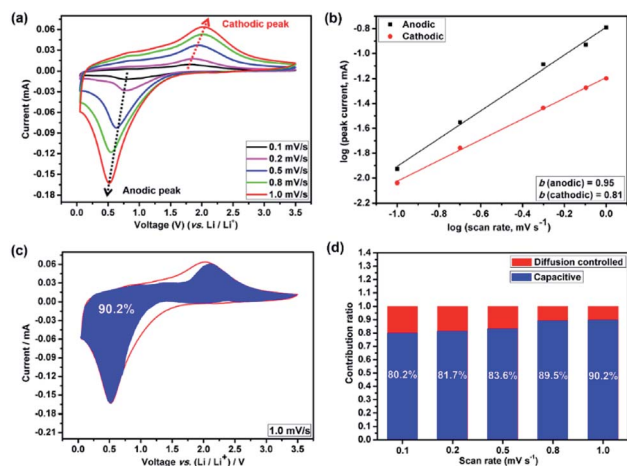 (a)
Cathodic peak
0.06
0.03
0.00
-0.03
-0.06
-0.09
-0.12
-0.15
-0.18
Current (mA)
Anodic peak
0.1 mV/s
0.2 mV/s
0.5 mV/s
0.8 mV/s
1.0 mV/s
0.0 0.5 1.0 1.5 2.0 2.5 3.0 3.5
Voltage (V) (vs. Li / Li⁺)
(b)
Anodic
Cathodic
-0.8
-1.0
-1.2
-1.4
-1.6
-1.8
-2.0
-2.2
log (peak current, mA)
b (anodic) = 0.95
b (cathodic) = 0.81
-1.0 -0.8 -0.6 -0.4 -0.2 0.0
log (scan rate, mV s⁻¹)
(c)
0.06
0.03
0.00
-0.03
-0.06
-0.09
-0.12
-0.15
-0.18
-0.21
Current / mA
90.2%
1.0 mV/s
0.0 0.5 1.0 1.5 2.0 2.5 3.0 3.5
Voltage vs. (Li / Li⁺) / V
(d)
Diffusion controlled
Capacitive
1.4
1.3
1.2
1.1
1.0
0.9
0.8
0.7
0.6
0.5
0.4
0.3
0.2
0.1
0.0
Contribution ratio
80.2% 81.7% 83.6% 89.5% 90.2%
0.1 0.2 0.5 0.8 1.0
Scan rate (mV s⁻¹)